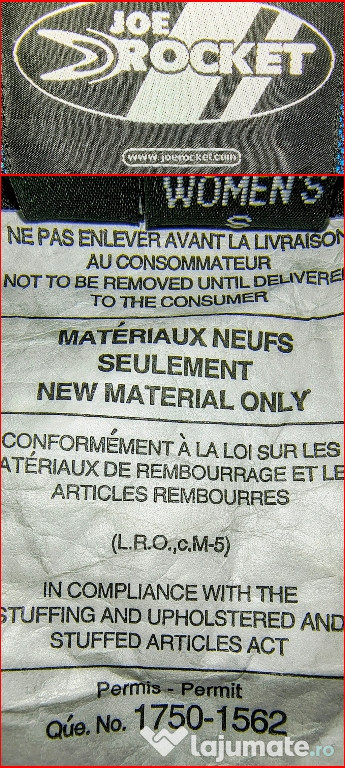 JOE
ROCKET
www.joerocket.com
WOMEN'S
S
NE PAS ENLEVER AVANT LA LIVRAISON
AU CONSOMMATEUR
NOT TO BE REMOVED UNTIL DELIVERE
TO THE CONSUMER
MATÉRIAUX NEUFS
SEULEMENT
NEW MATERIAL ONLY
CONFORMÉMENT À LA LOI SUR LES
ATÉRIAUX DE REMBOURRAGE ET LE
ARTICLES REMBOURRES
(L.R.O.,c.M-5)
IN COMPLIANCE WITH THE
STUFFING AND UPHOLSTERED AND
STUFFED ARTICLES ACT
Permis - Permit
Qúe. No. 1750-1562
lajumate.ro